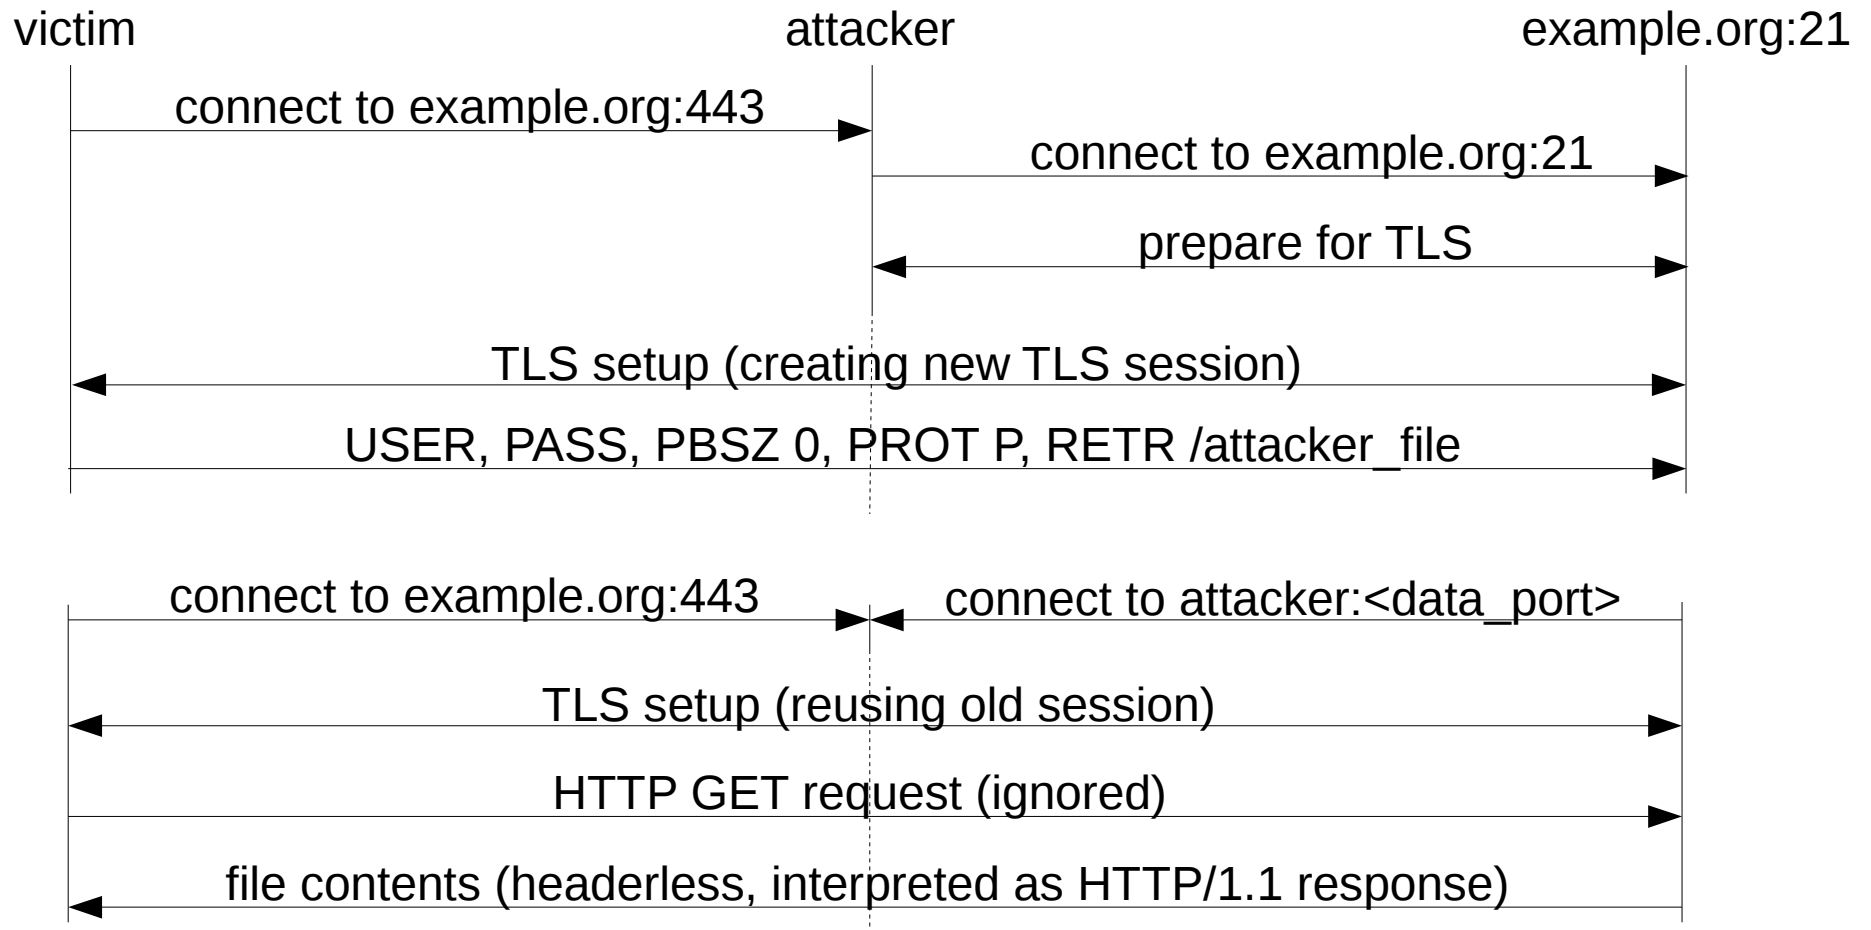 victim
attacker
example.org:21
connect to example.org:443
connect to example.org:21
prepare for TLS
TLS setup (creating new TLS session)
USER, PASS, PBSZ 0, PROT P, RETR /attacker_file
connect to example.org:443
connect to attacker:<data_port>
TLS setup (reusing old session)
HTTP GET request (ignored)
file contents (headerless, interpreted as HTTP/1.1 response)